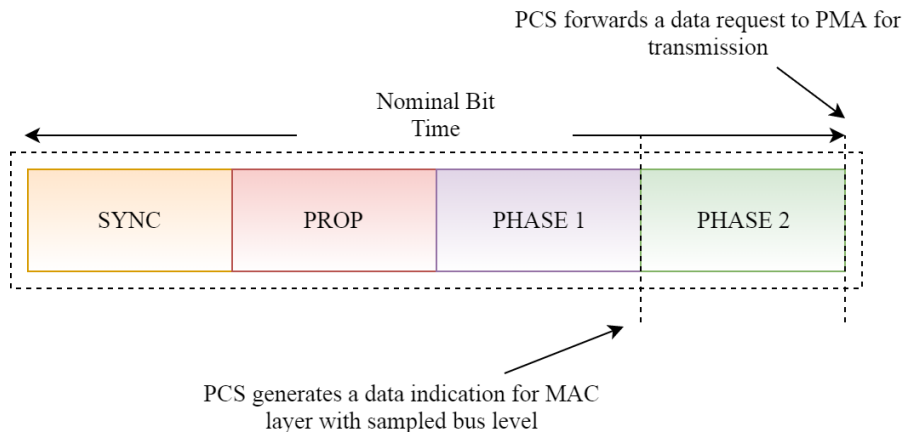 PCS forwards a data request to PMA for
transmission
Nominal Bit
Time
SYNC
PROP
PHASE 1
PHASE 2
PCS generates a data indication for MAC
layer with sampled bus level